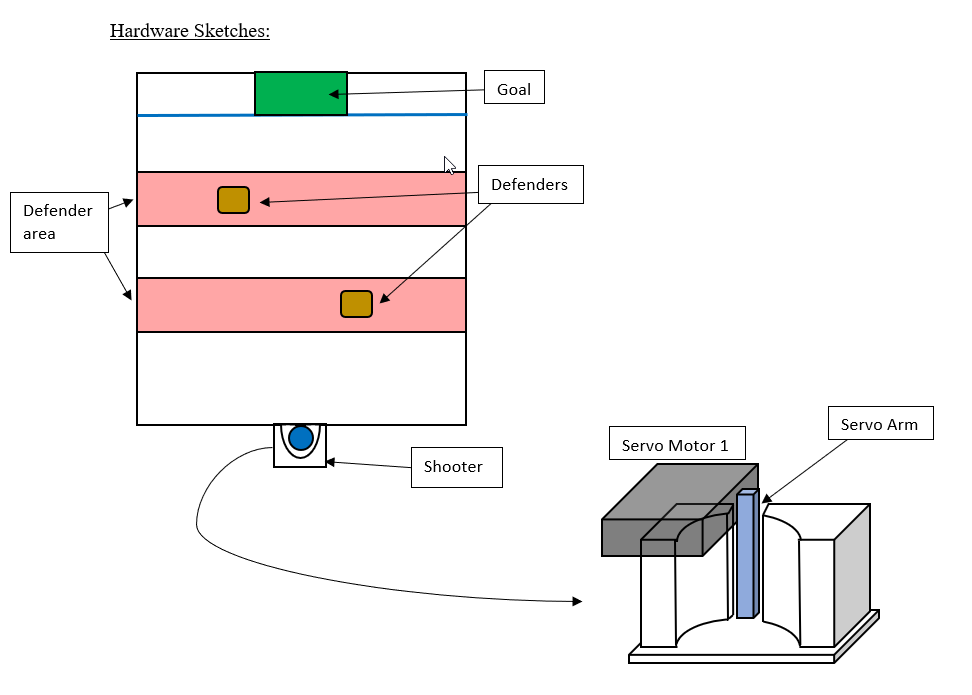 Hardware Sketches:
Goal
Defenders
Defender
area
Servo Arm
Servo Motor 1
Shooter